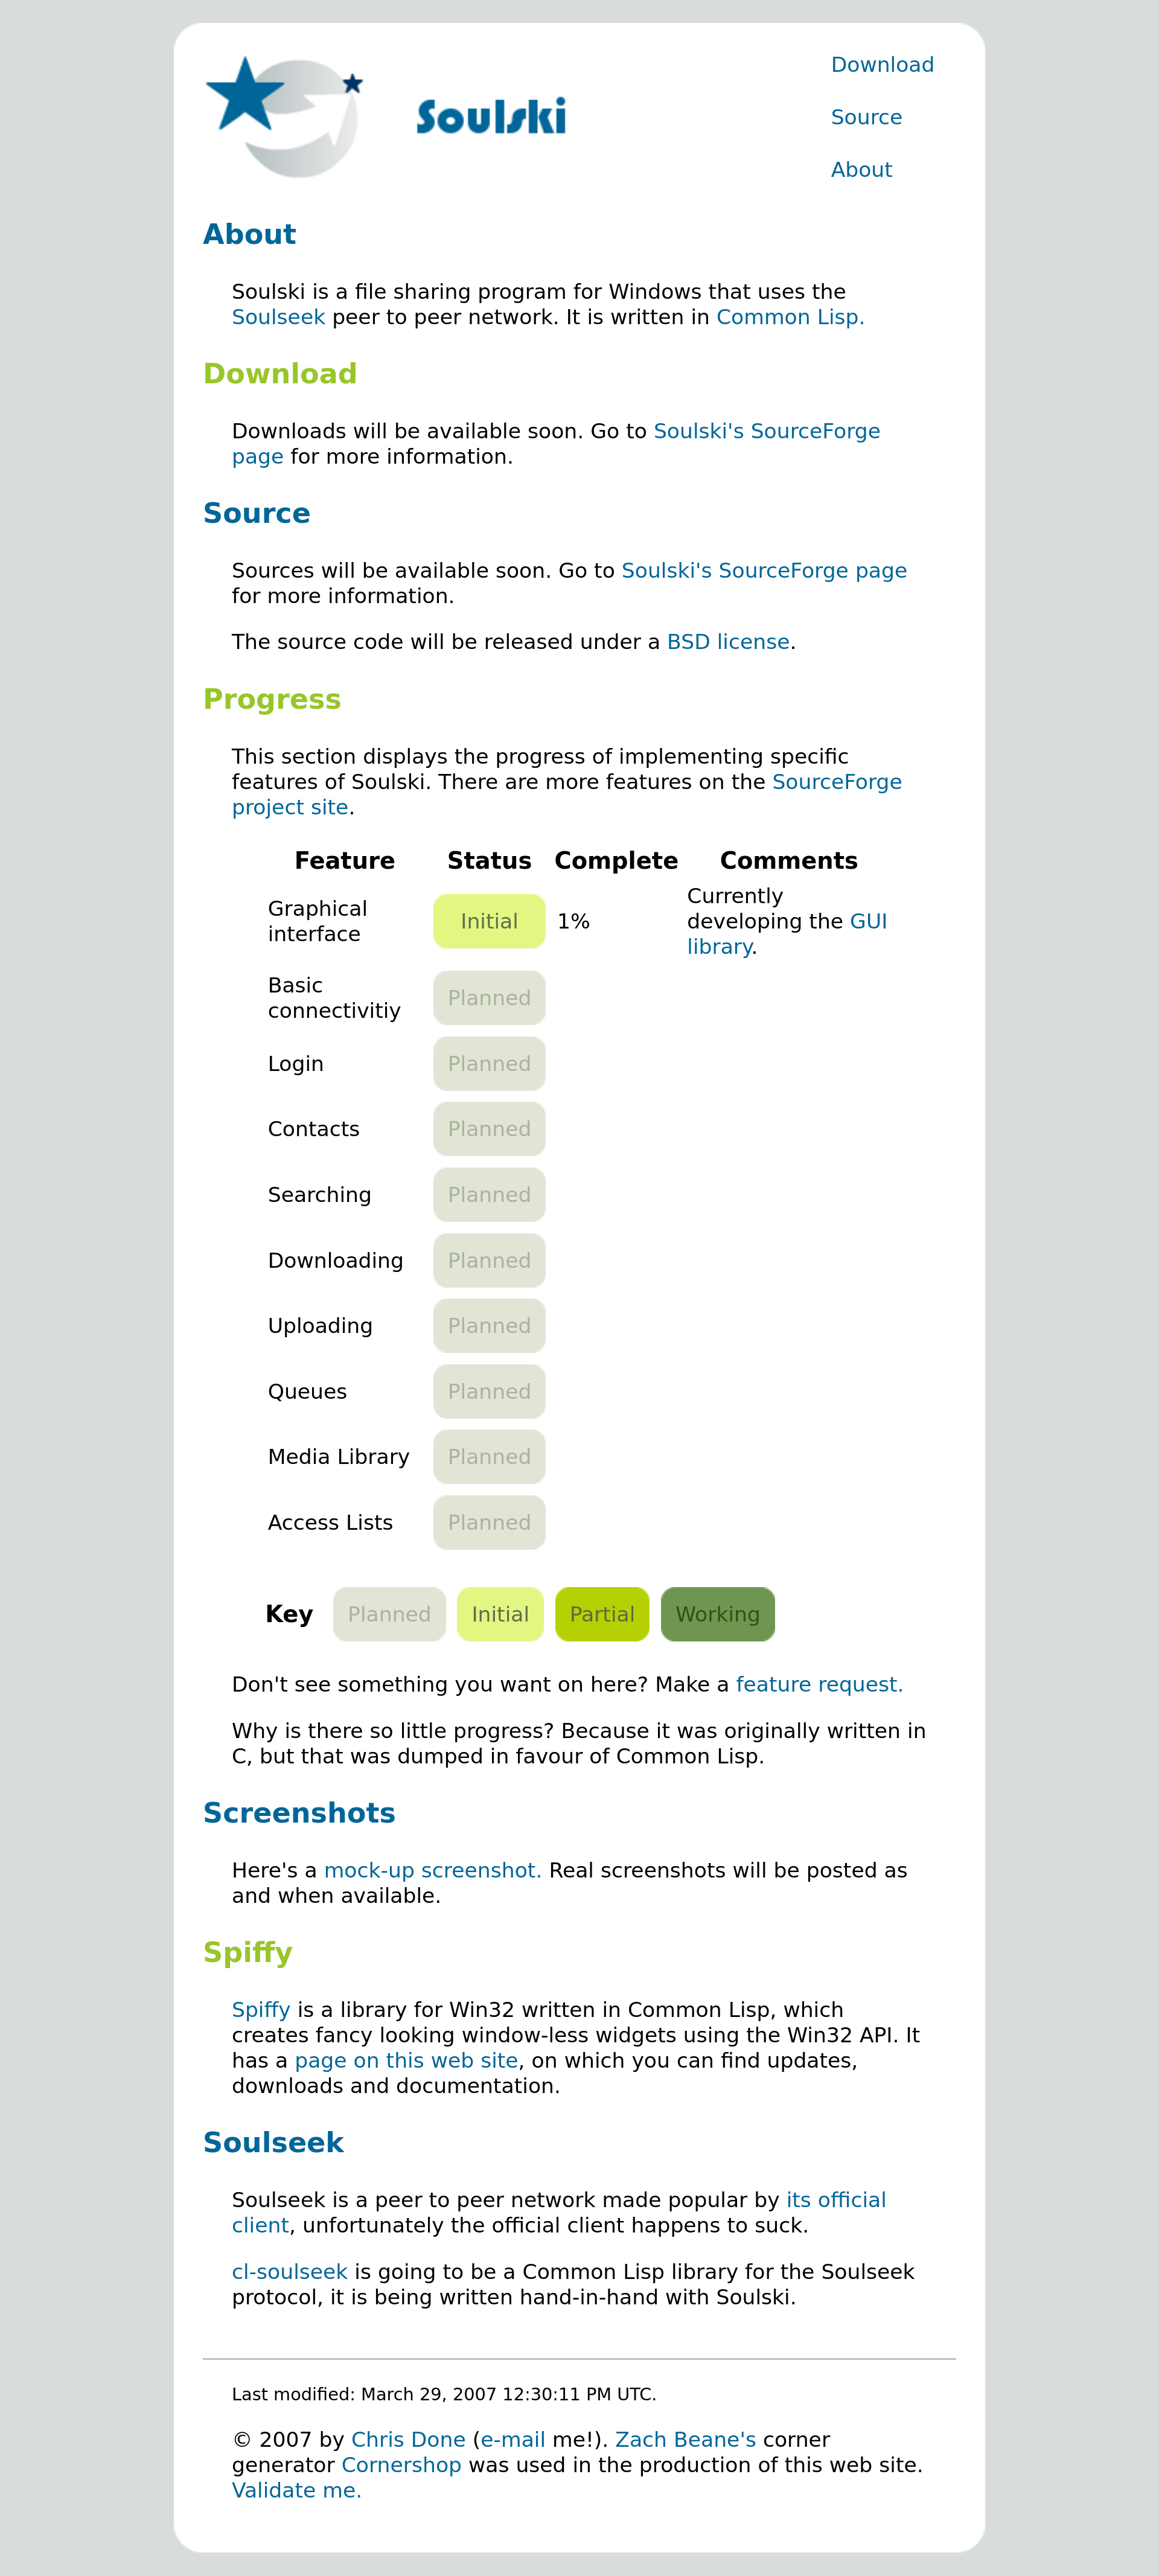 Soulski
Download
Source
About
About
Soulski is a file sharing program for Windows that uses the
Soulseek peer to peer network. It is written in Common Lisp.
Download
Downloads will be available soon. Go to Soulski's SourceForge
page for more information.
Source
Sources will be available soon. Go to Soulski's SourceForge page
for more information.
The source code will be released under a BSD license.
Progress
This section displays the progress of implementing specific
features of Soulski. There are more features on the SourceForge
project site.
Feature Status Complete Comments
Graphical
interface
Initial
1%
Currently
developing the GUI
library.
Basic
connectivitiy
Planned
Login Planned
Contacts Planned
Searching Planned
Downloading Planned
Uploading Planned
Queues Planned
Media Library Planned
Access Lists Planned
Key Planned Initial Partial Working
Don't see something you want on here? Make a feature request.
Why is there so little progress? Because it was originally written in
C, but that was dumped in favour of Common Lisp.
Screenshots
Here's a mock-up screenshot. Real screenshots will be posted as
and when available.
Spiffy
Spiffy is a library for Win32 written in Common Lisp, which
creates fancy looking window-less widgets using the Win32 API. It
has a page on this web site, on which you can find updates,
downloads and documentation.
Soulseek
Soulseek is a peer to peer network made popular by its official
client, unfortunately the official client happens to suck.
cl-soulseek is going to be a Common Lisp library for the Soulseek
protocol, it is being written hand-in-hand with Soulski.
Last modified: March 29, 2007 12:30:11 PM UTC.
© 2007 by Chris Done (e-mail me!). Zach Beane's corner
generator Cornershop was used in the production of this web site.
Validate me.